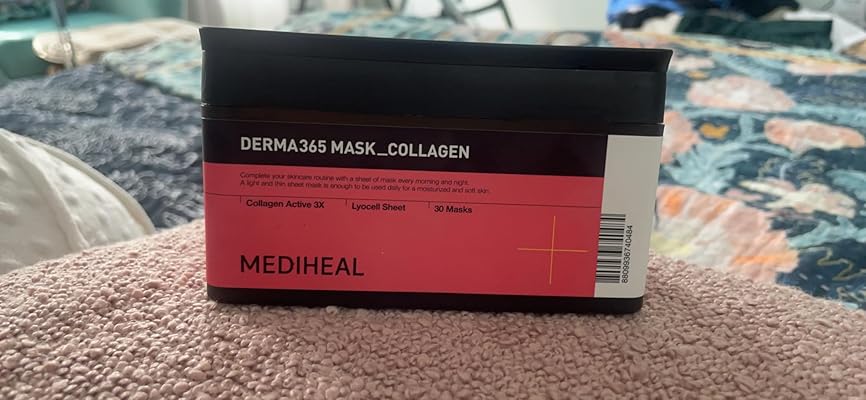 DERMA365 MASK_COLLAGEN
Complete your skincare routine with a sheet of mask every morning and night.
A light and thin sheet mask is enough to be used daily for a moisturized and soft skin.
Collagen Active 3X
Lyocell Sheet
30 Masks
MEDIHEAL
8809936740484